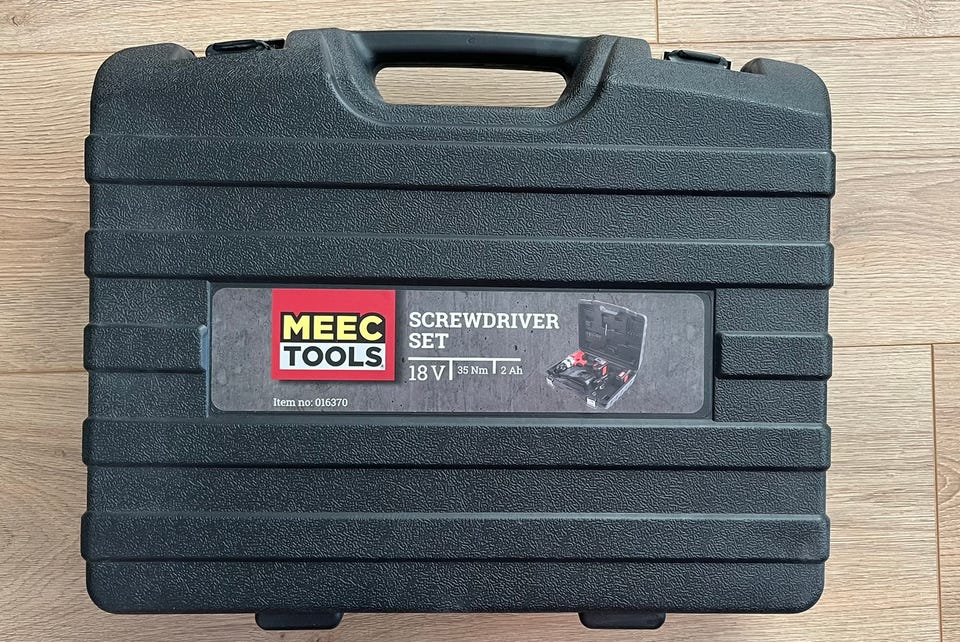 MEEC
TOOLS
SCREWDRIVER
SET
18 V 35 Nm 2 Ah
Item no: 016370